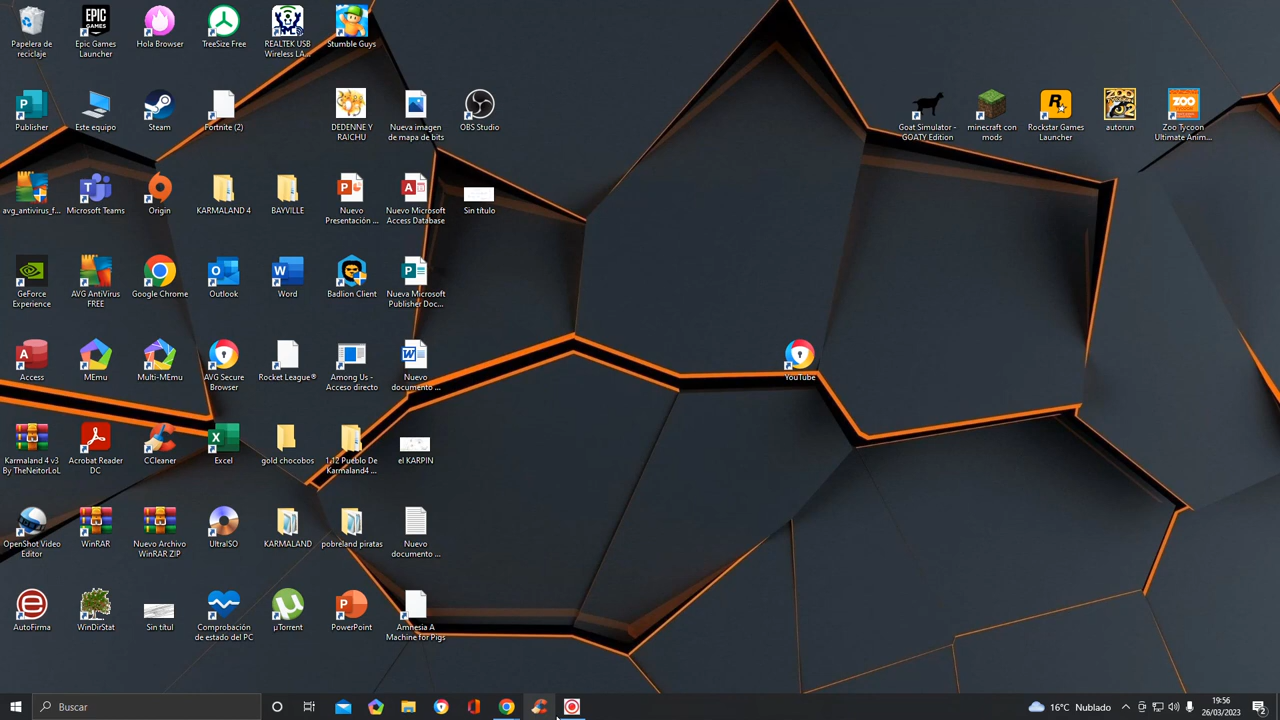 Papelera de
reciclaje
Epic Games
Launcher
Hola Browser
TreeSize Free
REALTEK USB
Wireless LA...
Stumble Guys
Publisher
Este equipo
Steam
Fortnite (2)
DEDENNE Y
RAICHU
Nueva imagen
de mapa de bits
OBS Studio
Goat Simulator -
GOATY Edition
minecraft con
mods
Rockstar Games
Launcher
autorun
Zoo Tycoon
Ultimate Anim...
avg_antivirus_f...
Microsoft Teams
Origin
KARMALAND 4
BAYVILLE
Nuevo
Presentación ...
Nuevo Microsoft
Access Database
Sin título
GeForce
Experience
AVG AntiVirus
FREE
Google Chrome
Outlook
Word
Badlion Client
Nueva Microsoft
Publisher Doc...
Access
MEmu
Multi-MEmu
AVG Secure
Browser
Rocket League®
Among Us -
Acceso directo
Nuevo
documento ...
YouTube
Karmaland 4 v3
By TheNeitorLoL
Acrobat Reader
DC
CCleaner
Excel
gold chocobos
1.12 Pueblo De
Karmaland4 ...
el KARPIN
OpenShot Video
Editor
WinRAR
Nuevo Archivo
WinRAR ZIP
UltraISO
KARMALAND
pobreland piratas
Nuevo
documento ...
AutoFirma
WinDirStat
Sin títul
Comprobación
de estado del PC
µTorrent
PowerPoint
Amnesia A
Machine for Pigs
Buscar
16°C Nublado
19:56
26/03/2023
2